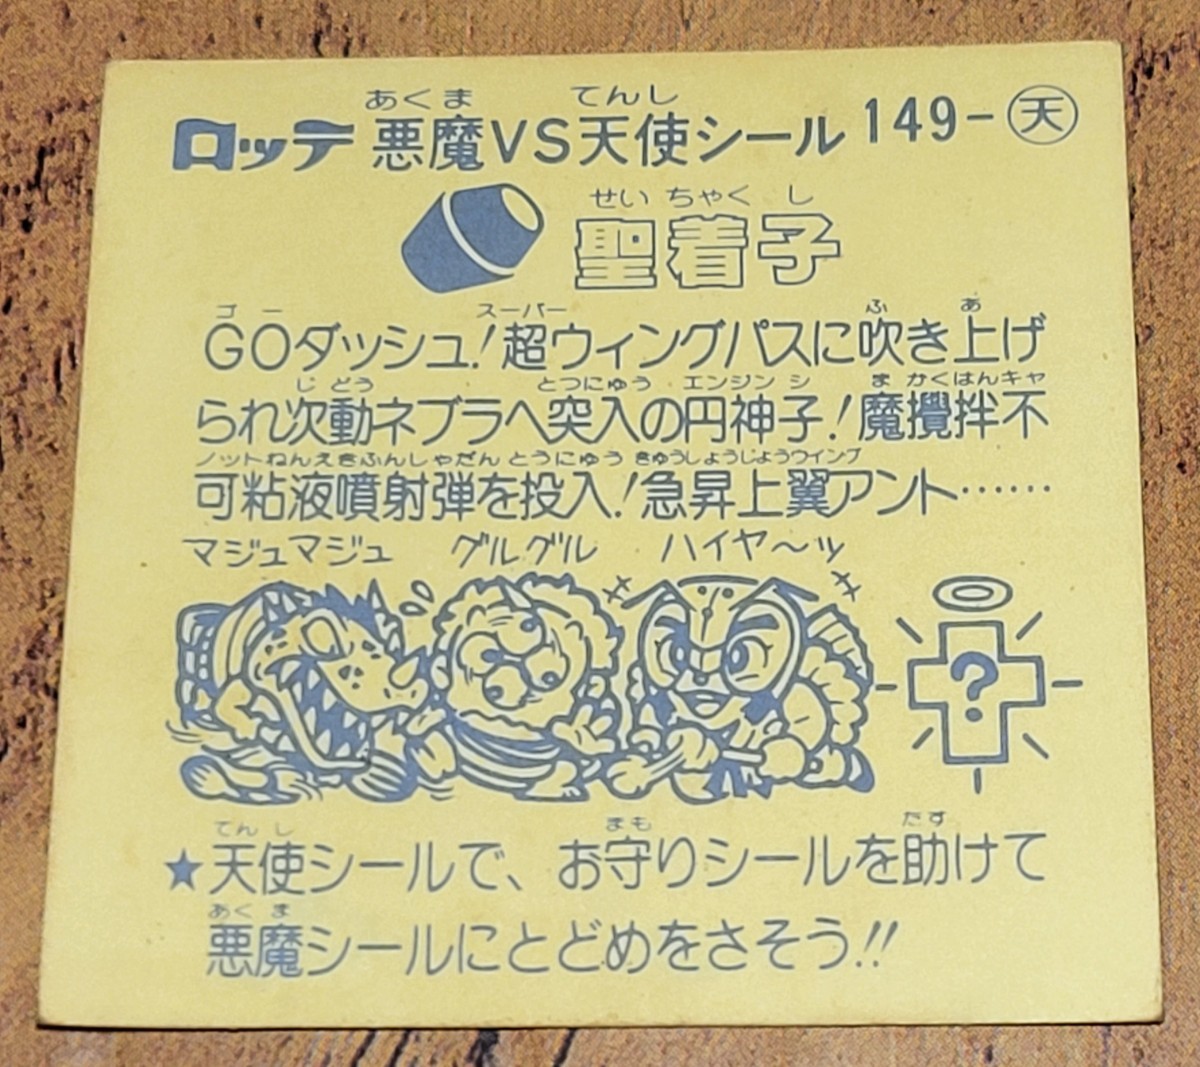 あくま てんし
ロッテ 悪魔VS天使シール 149-天
せい ちゃく し
聖着子
ゴー スーパー ふ あ
GOダッシュ!超ウィングパスに吹き上げ
じどう とつにゅう エンジン シ ま かくはんキャ
られ次動ネブラへ突入の円神子!魔攪拌不
ノットねんえきふんしゃだん とうにゅう きゅうしょうじょうウイング
可粘液噴射弾を投入!急昇上翼アント……
マジュマジュ グルグル ハイヤ〜ッ
?
てんし まも たす
★天使シールで、お守りシールを助けて
あくま
悪魔シールにとどめをさそう!!